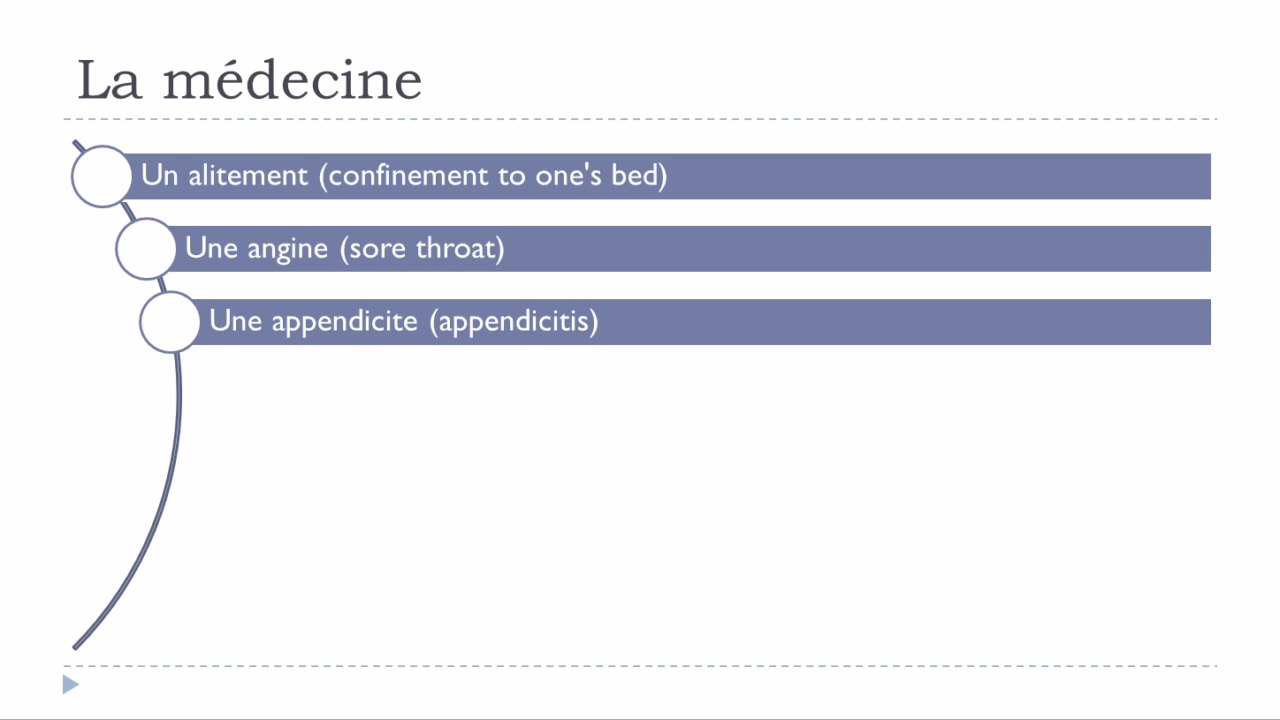 La médecine
Un alitement (confinement to one's bed)
Une angine (sore throat)
Une appendicite (appendicitis)